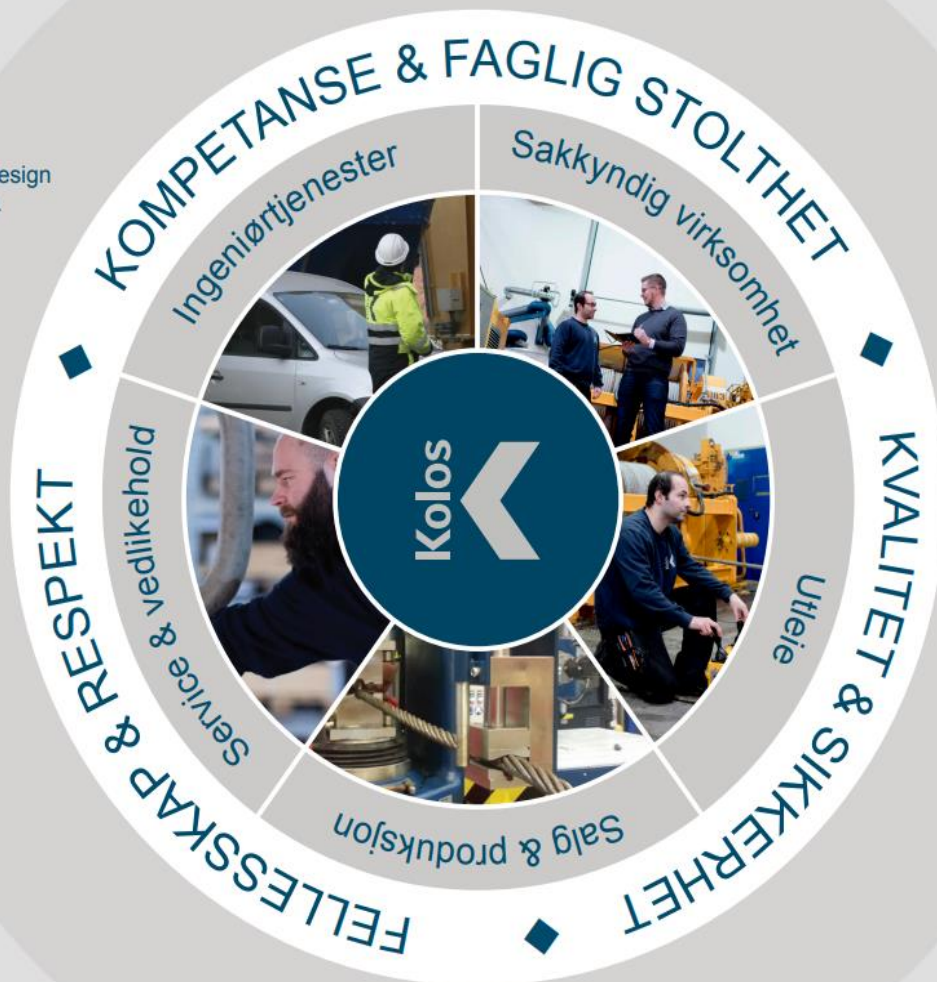 KOMPETANSE & FAGLIG STOLTHET
KVALITET & SIKKERHET
FELLESSKAP & RESPEKT
Ingeniørtjenester
Sakkyndig virksomhet
Utleie
Salg & produksjon
Service & vedlikehold
Kolos